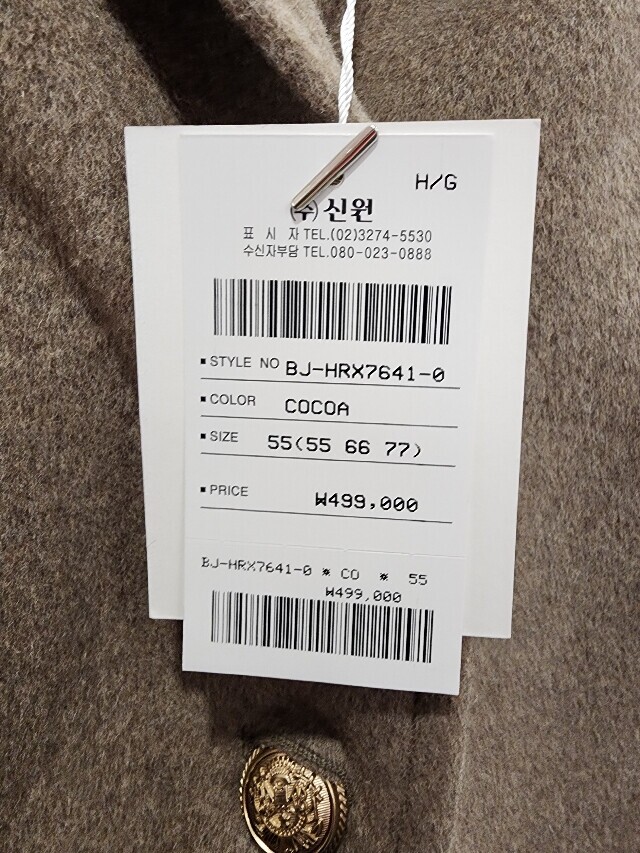 H/G
(주)신원
표 시 자 TEL.(02)3274-5530
수신자부담 TEL.080-023-0888
▪ STYLE NO BJ-HRX7641-0
▪ COLOR COCOA
▪ SIZE 55(55 66 77)
▪ PRICE ₩499,000
BJ-HRX7641-0 * CO * 55
₩499,000